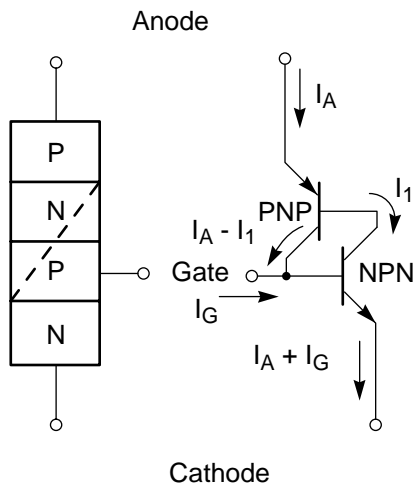 Anode
I_A
P
N
P
N
PNP
I_1
I_A - I_1
NPN
Gate
I_G
I_A + I_G
Cathode